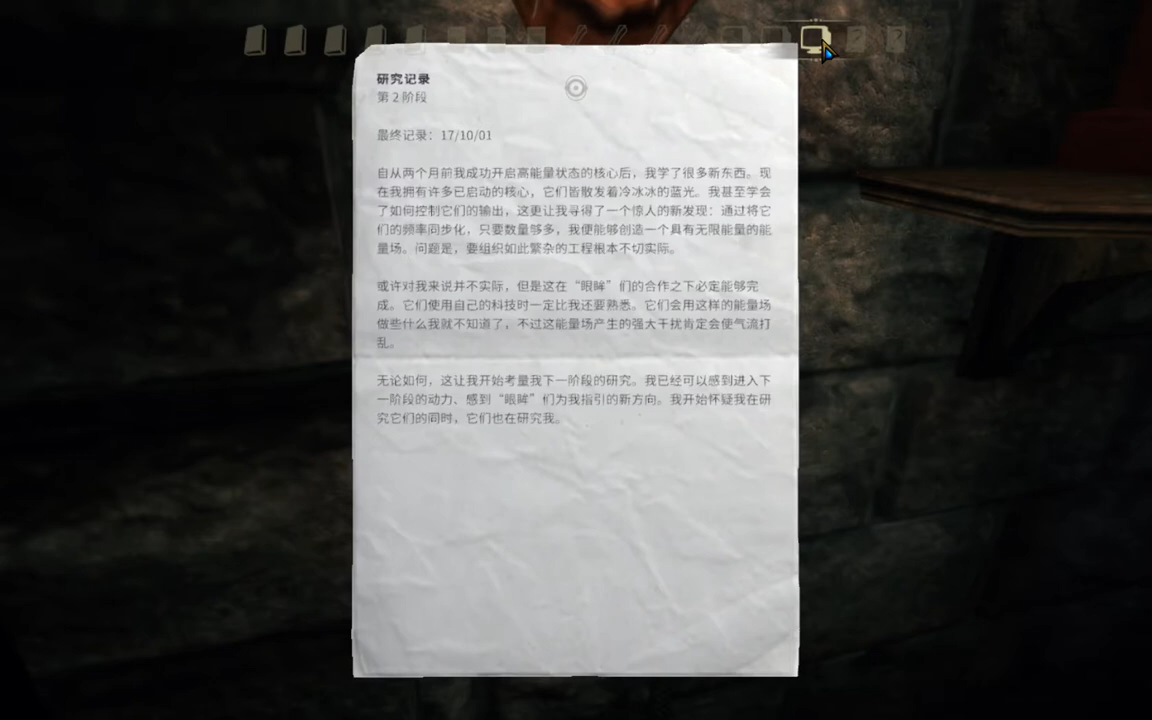 研究记录
第 2 阶段
最终记录：17/10/01
自从两个月前我成功开启高能量状态的核心后，我学了很多新东西。现
在我拥有许多已启动的核心，它们皆散发着冷冰冰的蓝光。我甚至学会
了如何控制它们的输出，这更让我寻得了一个惊人的新发现：通过将它
们的频率同步化，只要数量够多，我便能够创造一个具有无限能量的能
量场。问题是，要组织如此繁杂的工程根本不切实际。
或许对我来说并不实际，但是这在“眼眸”们的合作之下必定能够完
成。它们使用自己的科技时一定比我还要熟悉。它们会用这样的能量场
做些什么我就不知道了，不过这能量场产生的强大干扰肯定会使气流打
乱。
无论如何，这让我开始考量我下一阶段的研究。我已经可以感到进入下
一阶段的动力、感到“眼眸”们为我指引的新方向。我开始怀疑我在研
究它们的同时，它们也在研究我。